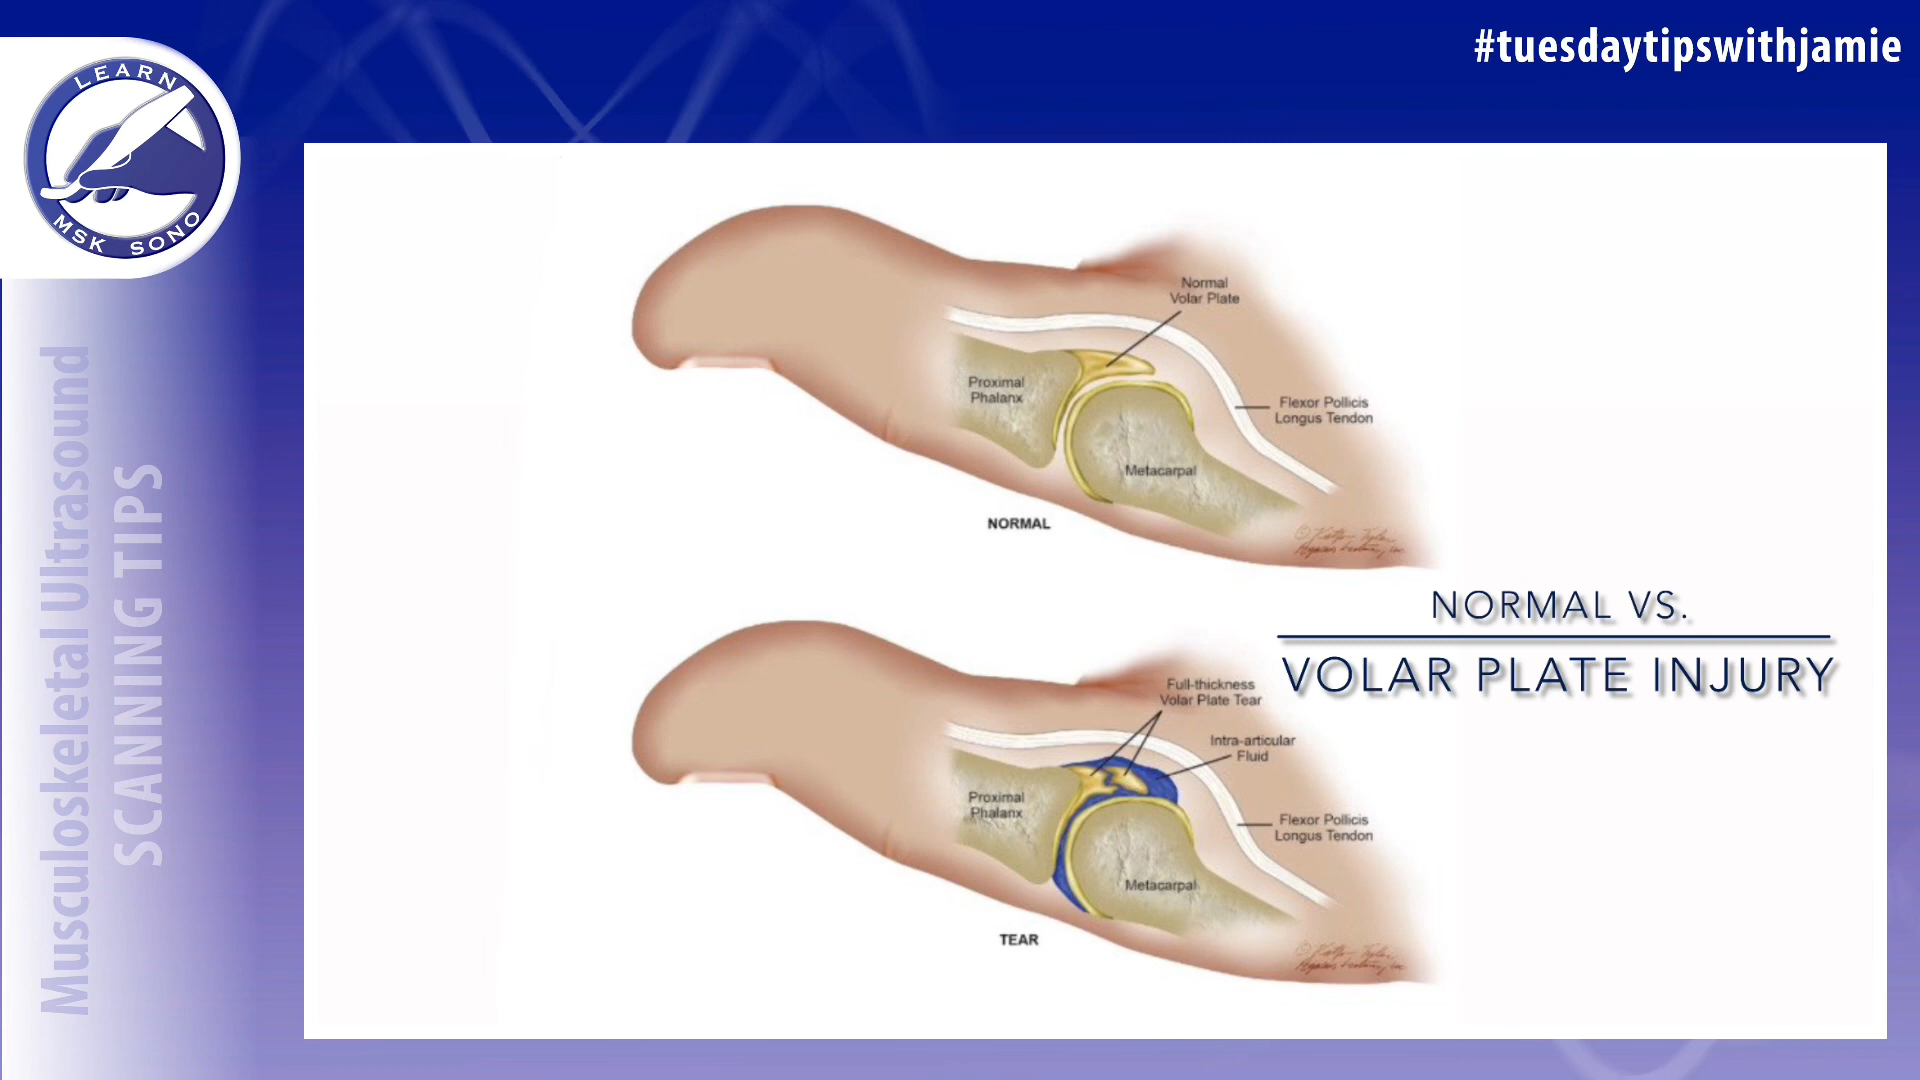 #tuesdaytipswithjamie
LEARN
MSK SONO
Musculoskeletal Ultrasound
SCANNING TIPS
Normal
Volar Plate
Proximal
Phalanx
Flexor Pollicis
Longus Tendon
Metacarpal
NORMAL
NORMAL VS.
VOLAR PLATE INJURY
Full-thickness
Volar Plate Tear
Intra-articular
Fluid
Proximal
Phalanx
Flexor Pollicis
Longus Tendon
Metacarpal
TEAR